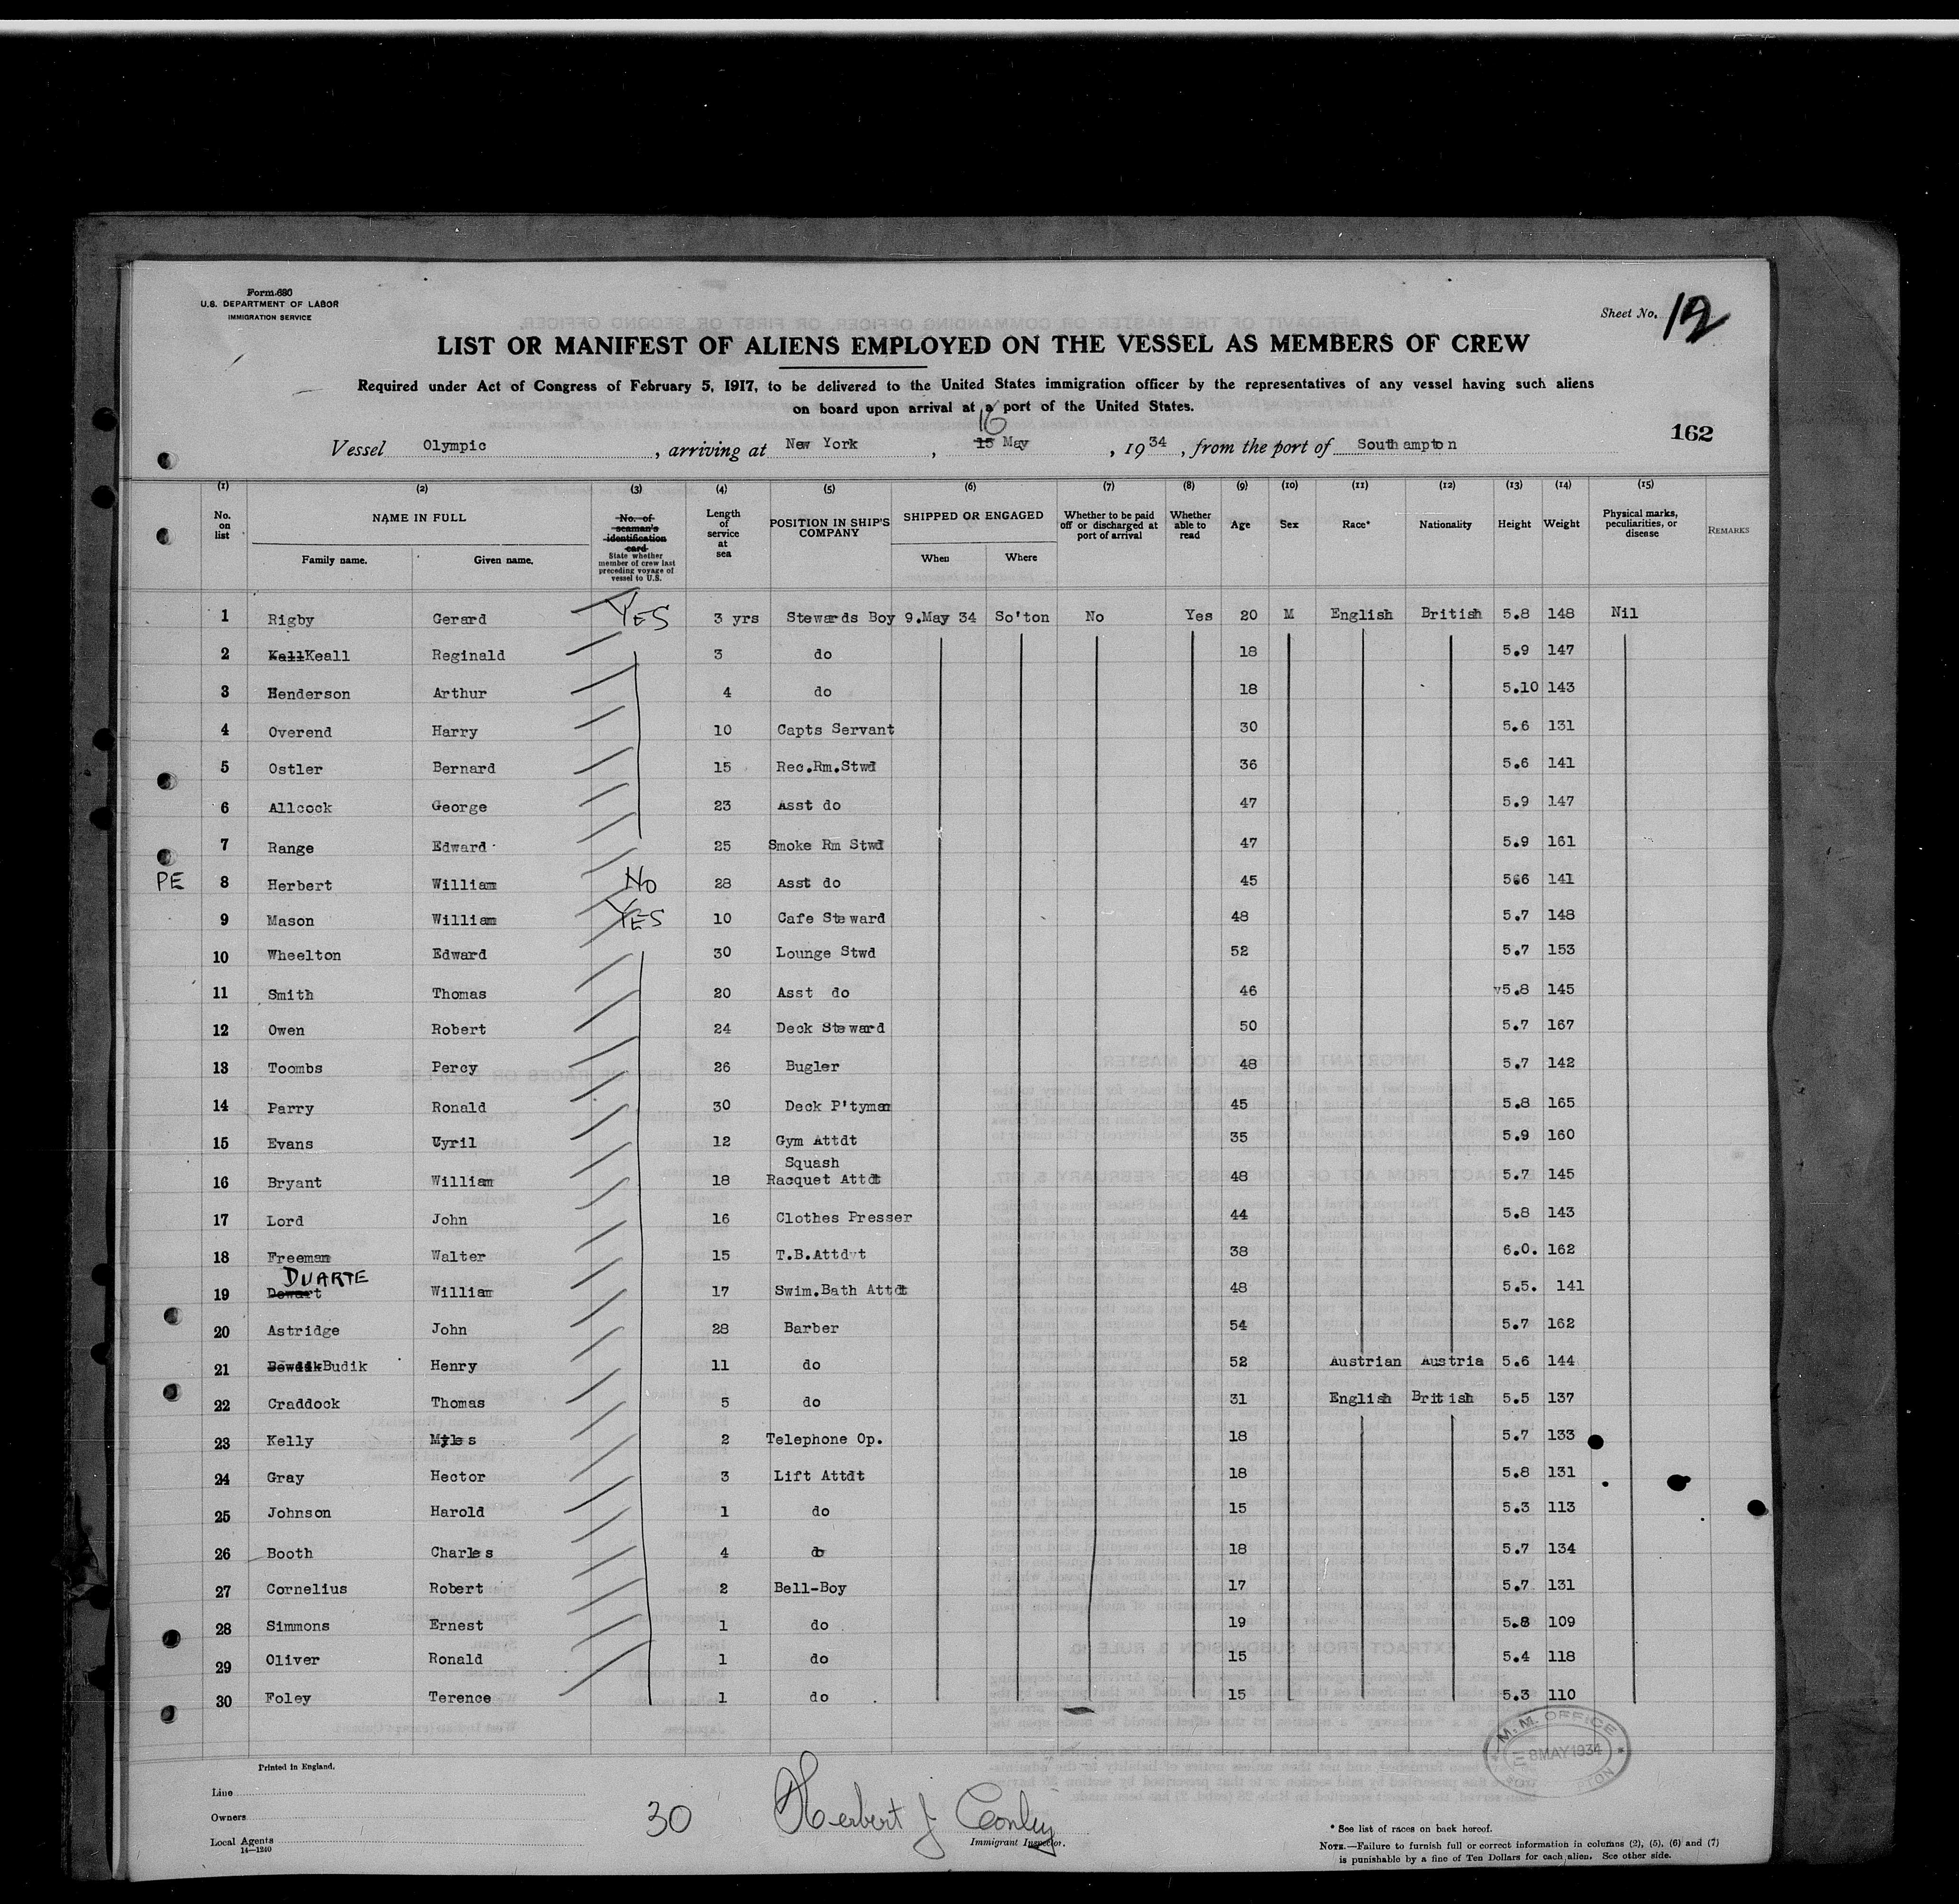 Form 680
U.S. DEPARTMENT OF LABOR
IMMIGRATION SERVICE
Sheet No. 12
LIST OR MANIFEST OF ALIENS EMPLOYED ON THE VESSEL AS MEMBERS OF CREW
Required under Act of Congress of February 5, 1917, to be delivered to the United States immigration officer by the representatives of any vessel having such aliens
on board upon arrival at a port of the United States.
16
162
Vessel Olympic , arriving at New York , 15 May , 19 34 , from the port of Southampton
(1) (2) (3) (4) (5) (6) (7) (8) (9) (10) (11) (12) (13) (14) (15)
No. on list
NAME IN FULL
Family name. Given name.
No. of seaman's identification card
State whether member of crew last preceding voyage of vessel to U.S.
Length of service at sea
POSITION IN SHIP'S COMPANY
SHIPPED OR ENGAGED
When Where
Whether to be paid off or discharged at port of arrival
Whether able to read
Age Sex Race* Nationality Height Weight
Physical marks, peculiarities, or disease
REMARKS
1 Rigby Gerard YES 3 yrs Stewards Boy 9.May 34 So'ton No Yes 20 M English British 5.8 148 Nil
2 KallKeall Reginald 3 do 18 5.9 147
3 Henderson Arthur 4 do 18 5.10 143
4 Overend Harry 10 Capts Servant 30 5.6 131
5 Ostler Bernard 15 Rec.Rm.Stwd 36 5.6 141
6 Allcock George 23 Asst do 47 5.9 147
7 Range Edward 25 Smoke Rm Stwd 47 5.9 161
PE 8 Herbert William No 28 Asst do 45 566 141
9 Mason William YES 10 Cafe Steward 48 5.7 148
10 Wheelton Edward 30 Lounge Stwd 52 5.7 153
11 Smith Thomas 20 Asst do 46 v5.8 145
12 Owen Robert 24 Deck Steward 50 5.7 167
13 Toombs Percy 26 Bugler 48 5.7 142
14 Parry Ronald 30 Deck P'tyman 45 5.8 165
15 Evans Cyril 12 Gym Attdt 35 5.9 160
Squash
16 Bryant William 18 Racquet Attdt 48 5.7 145
17 Lord John 16 Clothes Presser 44 5.8 143
18 Freeman Walter 15 T.B.Attdvt 38 6.0. 162
DUARTE
19 Dewart William 17 Swim.Bath Attdt 48 5.5. 141
20 Astridge John 28 Barber 54 5.7 162
21 Budik Henry 11 do 52 Austrian Austria 5.6 144
22 Craddock Thomas 5 do 31 English British 5.5 137
23 Kelly Myles 2 Telephone Op. 18 5.7 133
24 Gray Hector 3 Lift Attdt 18 5.8 131
25 Johnson Harold 1 do 15 5.3 113
26 Booth Charles 4 do 18 5.7 134
27 Cornelius Robert 2 Bell-Boy 17 5.7 131
28 Simmons Ernest 1 do 19 5.8 109
29 Oliver Ronald 1 do 15 5.4 118
30 Foley Terence 1 do 15 5.3 110
M.M. OFFICE
8 MAY 1934
Printed in England.
Line
Owners
Local Agents
14—1240
30
Herbert J Conley
Immigrant Inspector.
* See list of races on back hereof.
NOTE.—Failure to furnish full or correct information in columns (2), (5), (6) and (7)
is punishable by a fine of Ten Dollars for each alien. See other side.